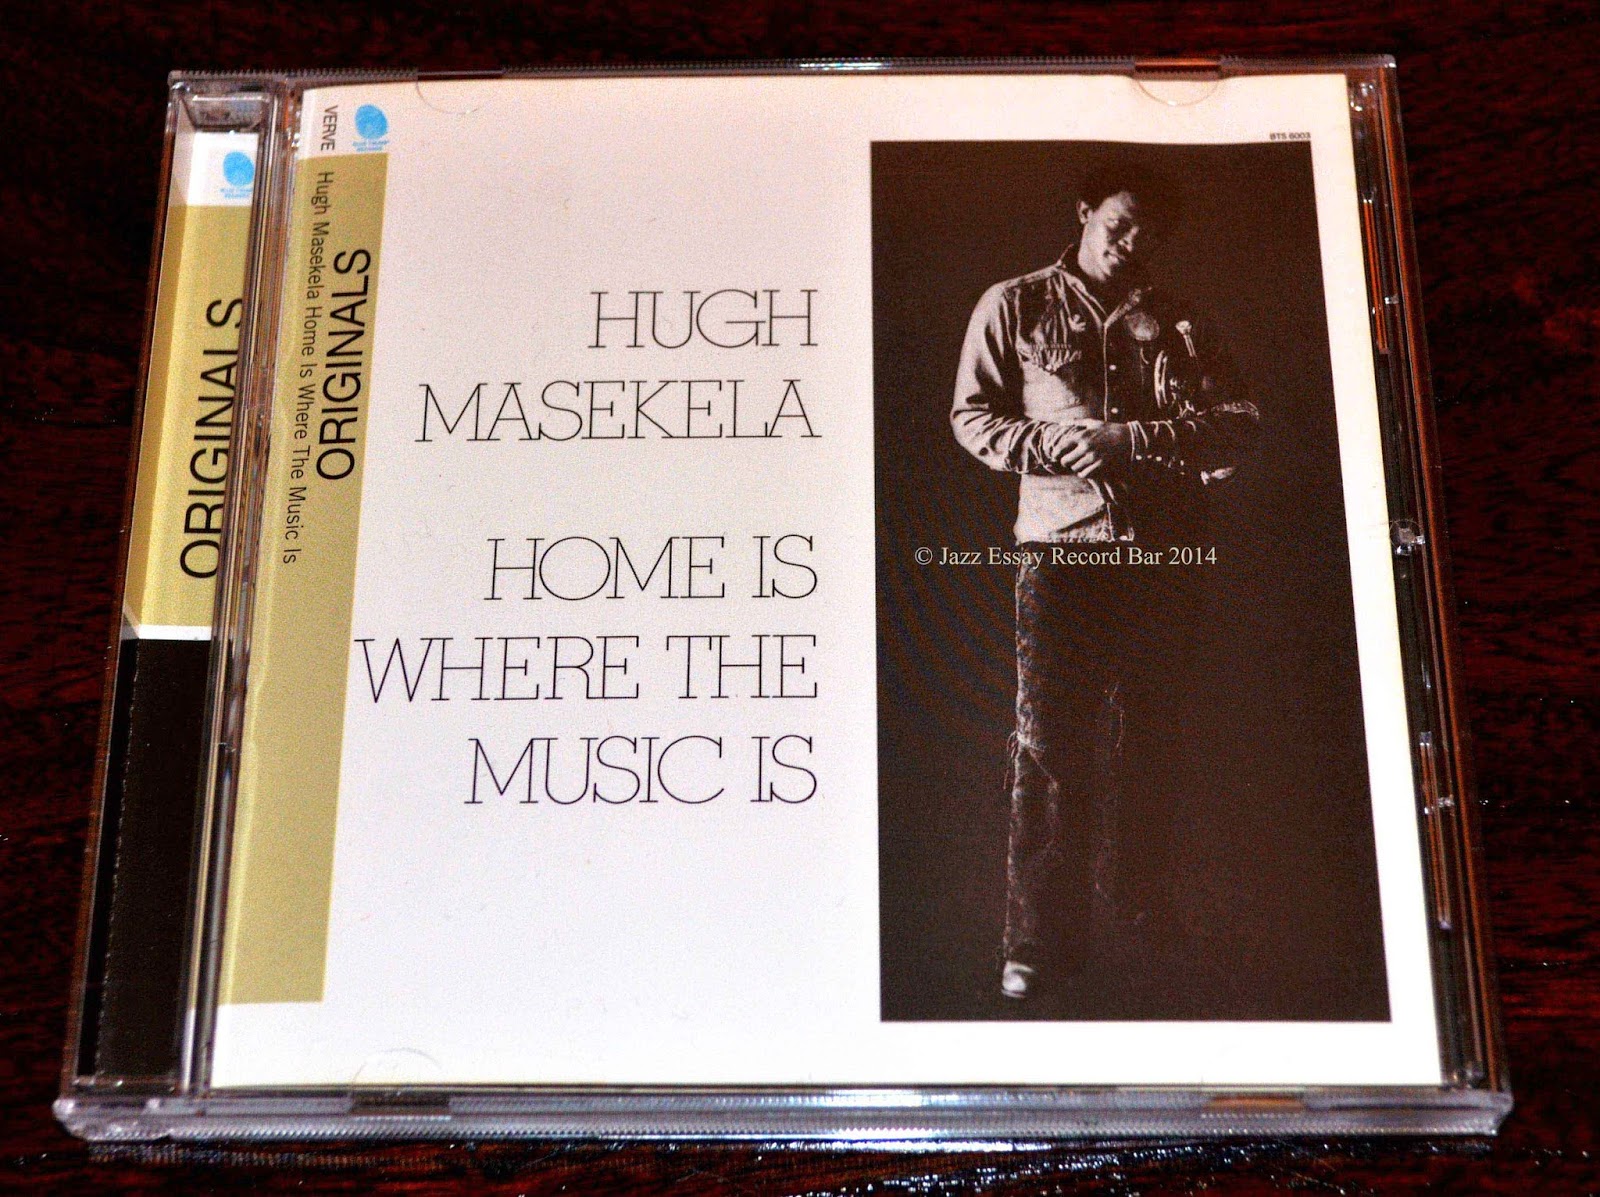 ORIGINALS
VERVE
Hugh Masekela Home Is Where The Music Is
ORIGINALS
HUGH
MASEKELA
HOME IS
WHERE THE
MUSIC IS
BTS 6003
© Jazz Essay Record Bar 2014